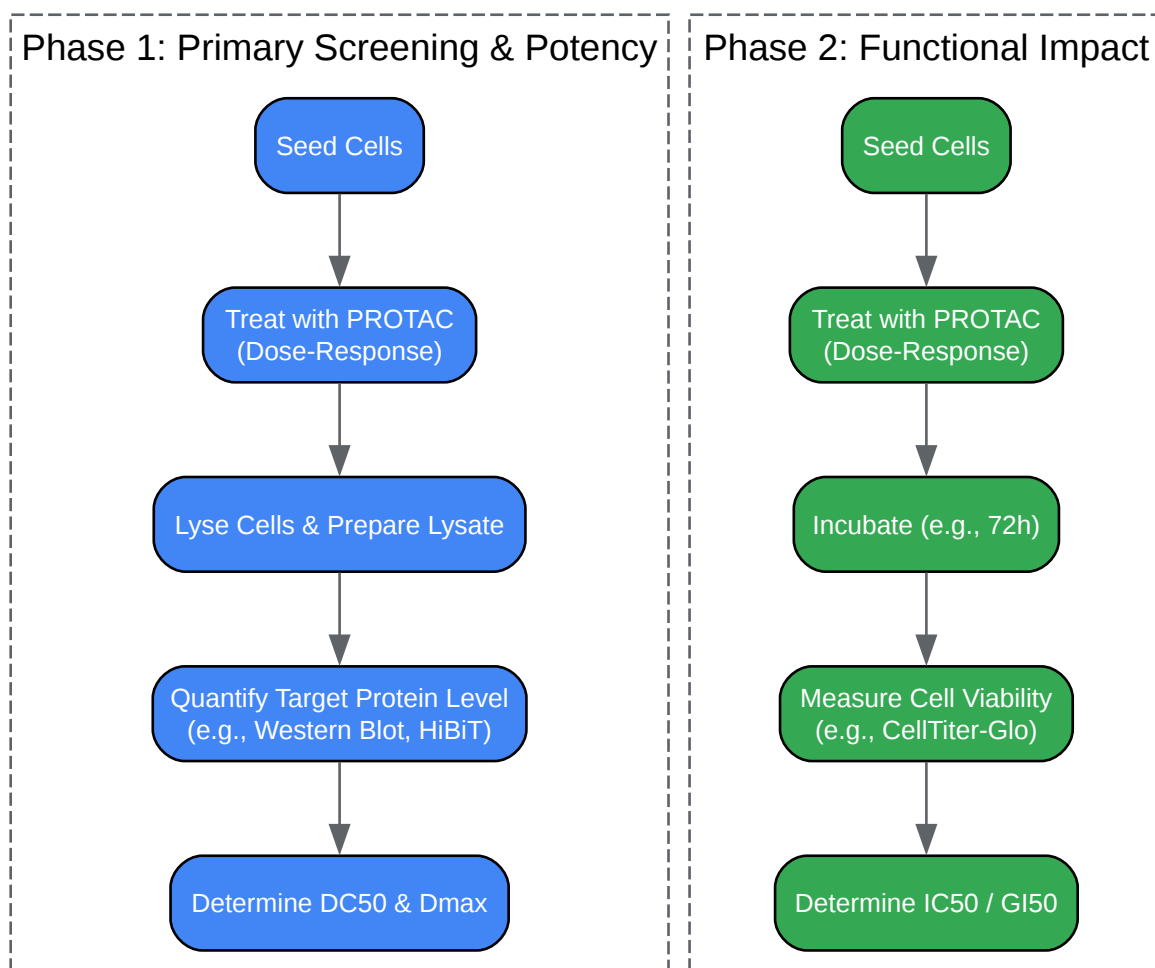 Phase 1: Primary Screening & Potency
Seed Cells
Treat with PROTAC
(Dose-Response)
Lyse Cells & Prepare Lysate
Quantify Target Protein Level
(e.g., Western Blot, HiBiT)
Determine DC50 & Dmax
Phase 2: Functional Impact
Seed Cells
Treat with PROTAC
(Dose-Response)
Incubate (e.g., 72h)
Measure Cell Viability
(e.g., CellTiter-Glo)
Determine IC50 / GI50